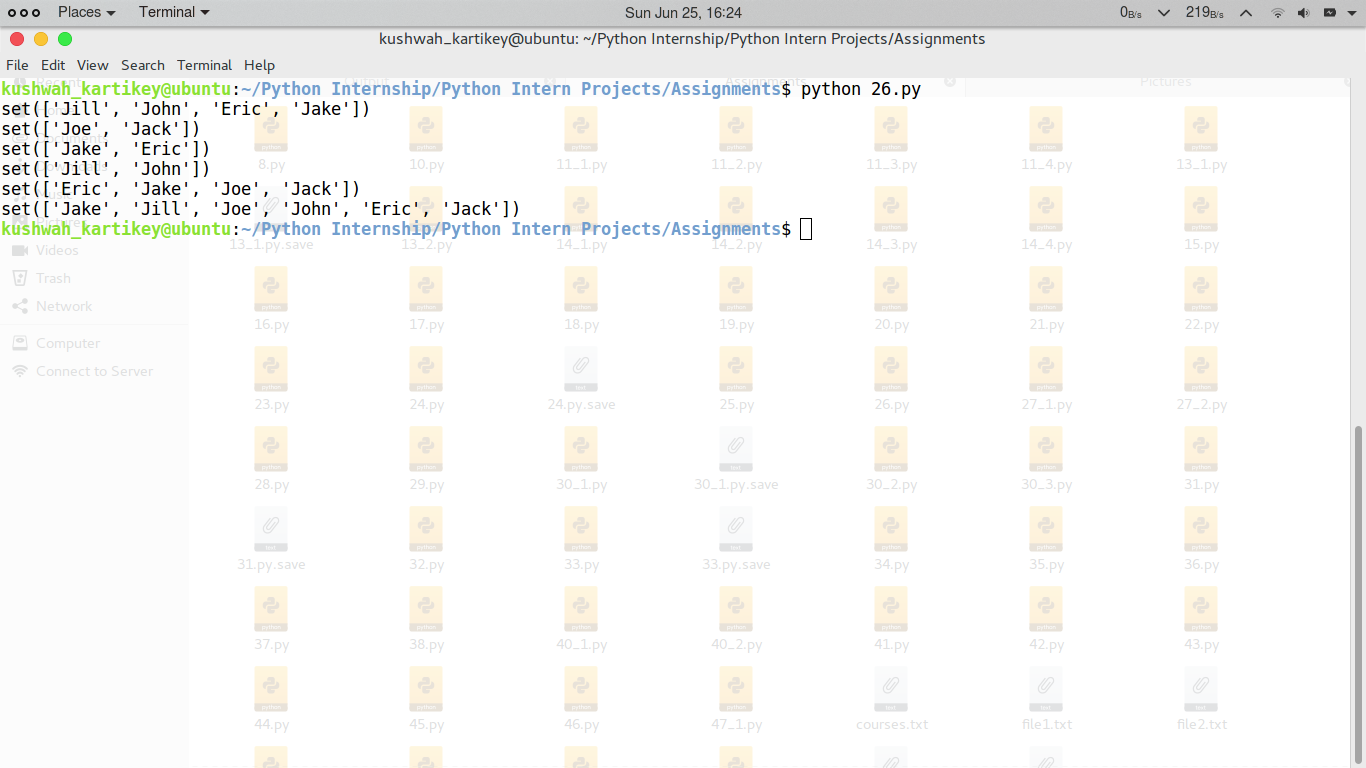 Places Terminal Sun Jun 25, 16:24 0B/s 219B/s
kushwah_kartikey@ubuntu: ~/Python Internship/Python Intern Projects/Assignments
File Edit View Search Terminal Help
kushwah_kartikey@ubuntu:~/Python Internship/Python Intern Projects/Assignments$ python 26.py
set(['Jill', 'John', 'Eric', 'Jake'])
set(['Joe', 'Jack'])
set(['Jake', 'Eric'])
set(['Jill', 'John'])
set(['Eric', 'Jake', 'Joe', 'Jack'])
set(['Jake', 'Jill', 'Joe', 'John', 'Eric', 'Jack'])
kushwah_kartikey@ubuntu:~/Python Internship/Python Intern Projects/Assignments$
Assignments Pictures
8.py 10.py 11_1.py 11_2.py 11_3.py 11_4.py 13_1.py
13_1.py.save 13_2.py 14_1.py 14_2.py 14_3.py 14_4.py 15.py
Videos
Trash
Network
Computer
Connect to Server
16.py 17.py 18.py 19.py 20.py 21.py 22.py
23.py 24.py 24.py.save 25.py 26.py 27_1.py 27_2.py
28.py 29.py 30_1.py 30_1.py.save 30_2.py 30_3.py 31.py
31.py.save 32.py 33.py 33.py.save 34.py 35.py 36.py
37.py 38.py 40_1.py 40_2.py 41.py 42.py 43.py
44.py 45.py 46.py 47_1.py courses.txt file1.txt file2.txt